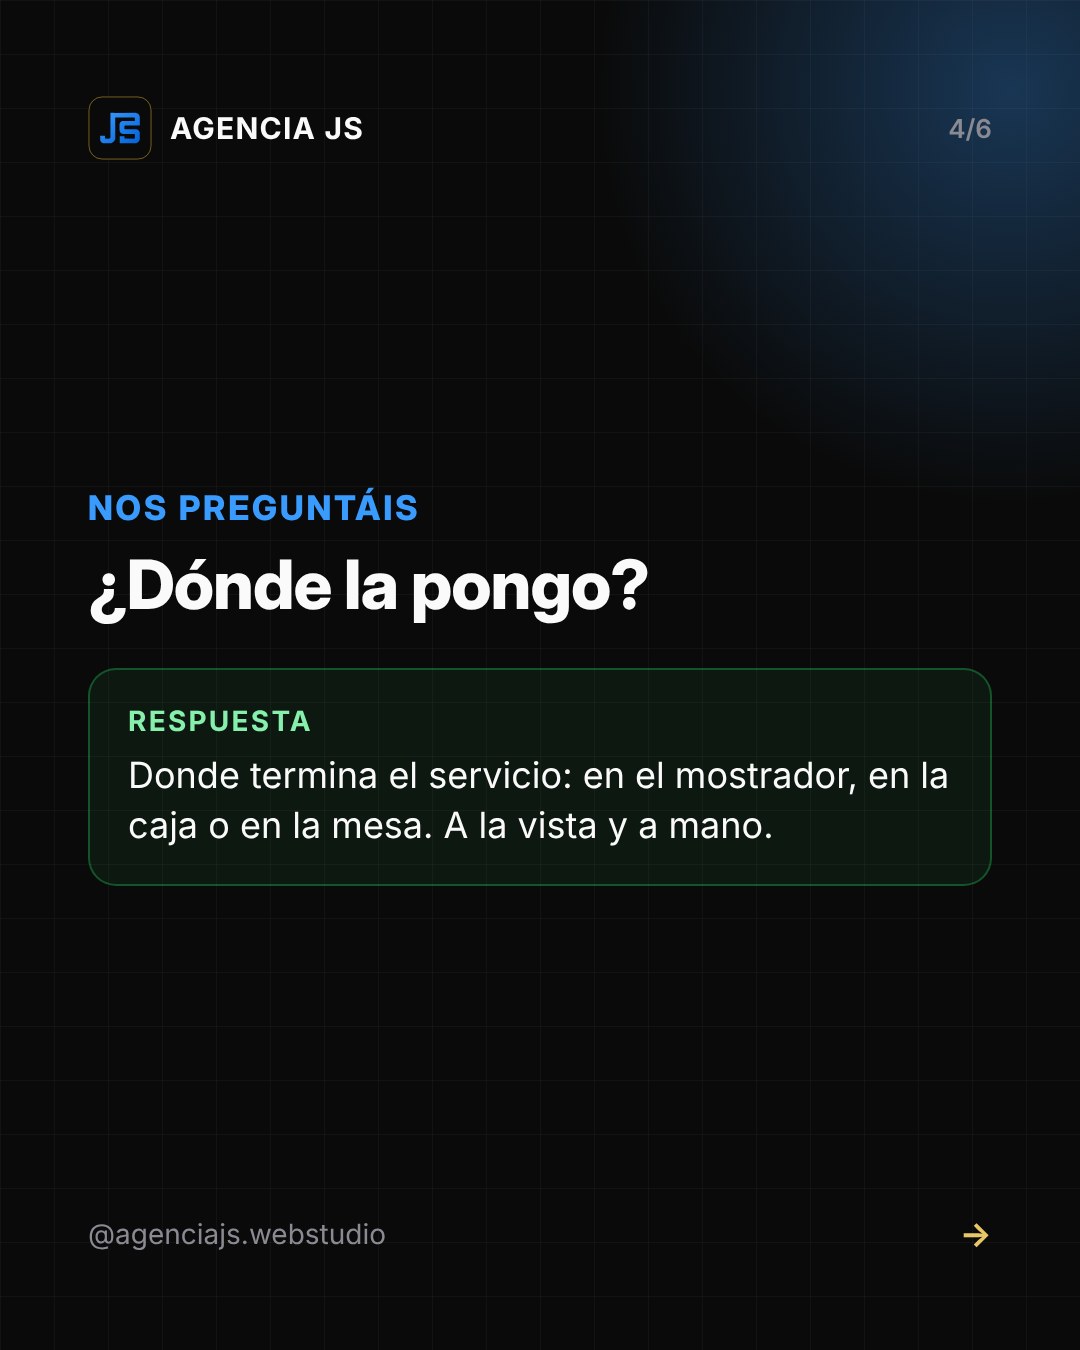 JS
AGENCIA JS
4/6
NOS PREGUNTÁIS
¿Dónde la pongo?
RESPUESTA
Donde termina el servicio: en el mostrador, en la
caja o en la mesa. A la vista y a mano.
@agenciajs.webstudio
→